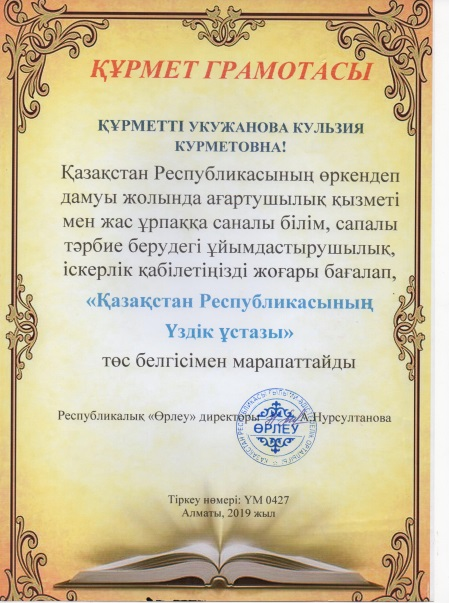 ҚҰРМЕТ ГРАМОТАСЫ
ҚҰРМЕТТІ УКУЖАНОВА КУЛЬЗИЯ
КУРМЕТОВНА!
Қазақстан Республикасының өркендеп
дамуы жолында ағартушылық қызметі
мен жас ұрпаққа саналы білім, сапалы
тәрбие берудегі ұйымдастырушылық,
іскерлік қабілетіңізді жоғары бағалап,
«Қазақстан Республикасының
Үздік ұстазы»
төс белгісімен марапаттайды
Республикалық «Өрлеу» директоры А.Нурсултанова
ӨРЛЕУ
Тіркеу нөмері: ҮМ 0427
Алматы, 2019 жыл